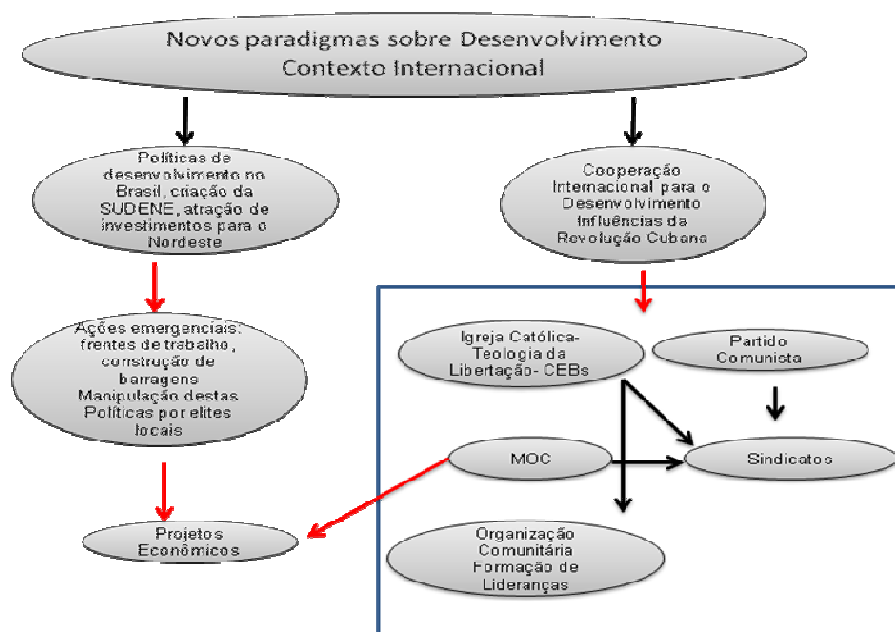 Novos paradigmas sobre Desenvolvimento
Contexto Internacional
Políticas de
desenvolvimento no
Brasil, criação da
SUDENE, atração de
investimentos para o
Nordeste
Cooperação
Internacional para o
Desenvolvimento
Influências da
Revolução Cubana
Ações emergenciais:
frentes de trabalho,
construção de
barragens
Manipulação destas
Políticas por elites
locais
Igreja Católica-
Teologia da
Libertação- CEBs
Partido
Comunista
MOC
Sindicatos
Projetos
Econômicos
Organização
Comunitária
Formação de
Lideranças